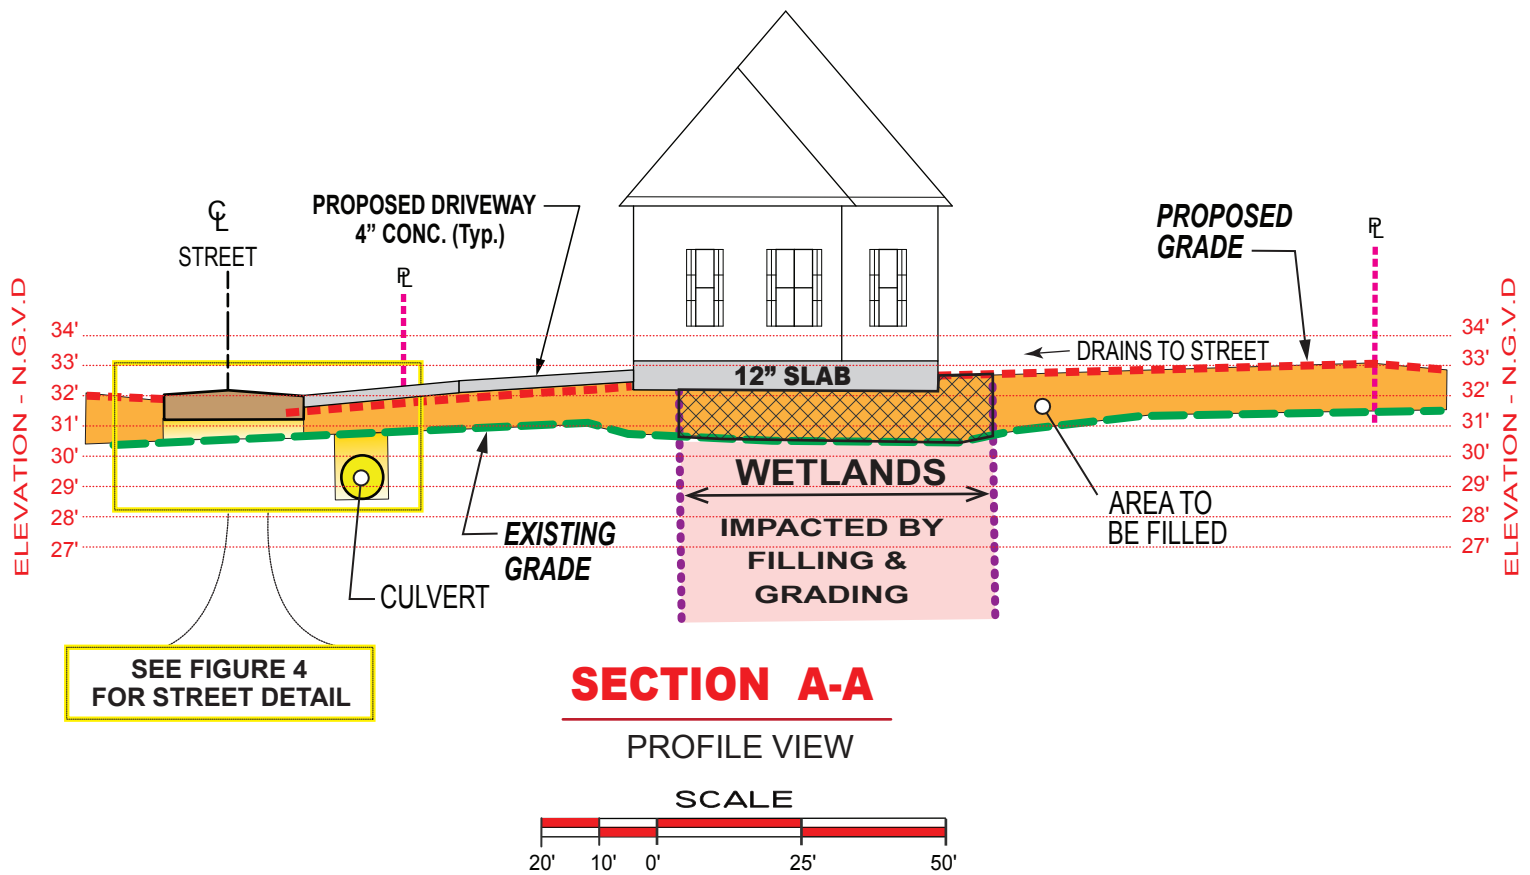 ℄
STREET
PROPOSED DRIVEWAY
4” CONC. (Typ.)
PL
PROPOSED
GRADE
PL
ELEVATION - N.G.V.D
34'
33'
32'
31'
30'
29'
28'
27'
12” SLAB
DRAINS TO STREET
34'
33'
32'
31'
30'
29'
28'
27'
ELEVATION - N.G.V.D
WETLANDS
IMPACTED BY
FILLING &
GRADING
EXISTING
GRADE
AREA TO
BE FILLED
CULVERT
SEE FIGURE 4
FOR STREET DETAIL
SECTION A-A
PROFILE VIEW
SCALE
20' 10' 0' 25' 50'